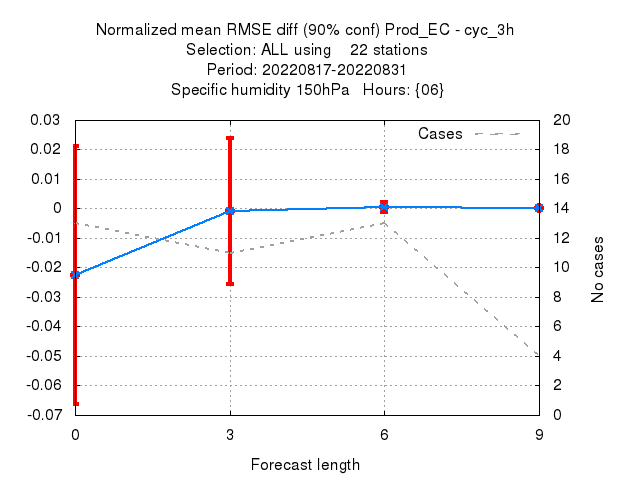 Normalized mean RMSE diff (90% conf) Prod_EC - cyc_3h
Selection: ALL using    22 stations
Period: 20220817-20220831
Specific humidity 150hPa   Hours: {06}
0.03
0.02
0.01
0
-0.01
-0.02
-0.03
-0.04
-0.05
-0.06
-0.07
Cases
20
18
16
14
12
10
8
6
4
2
0
No cases
0 3 6 9
Forecast length